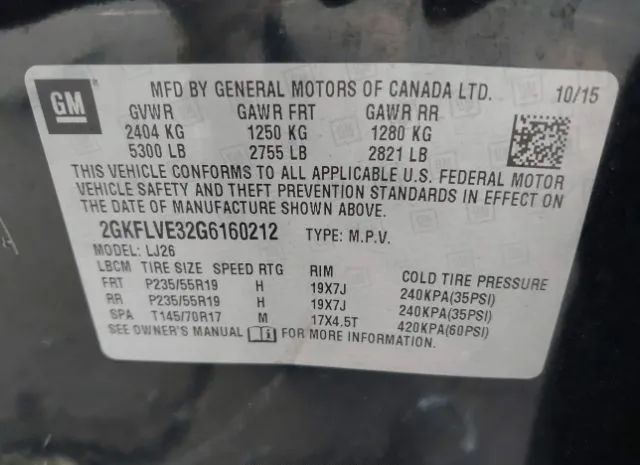 GM
MFD BY GENERAL MOTORS OF CANADA LTD. 10/15
GVWR GAWR FRT GAWR RR
2404 KG 1250 KG 1280 KG
5300 LB 2755 LB 2821 LB
THIS VEHICLE CONFORMS TO ALL APPLICABLE U.S. FEDERAL MOTOR
VEHICLE SAFETY AND THEFT PREVENTION STANDARDS IN EFFECT ON
THE DATE OF MANUFACTURE SHOWN ABOVE.
2GKFLVE32G6160212 TYPE: M.P.V.
MODEL: LJ26
LBCM TIRE SIZE SPEED RTG RIM COLD TIRE PRESSURE
FRT P235/55R19 H 19X7J 240KPA(35PSI)
RR P235/55R19 H 19X7J 240KPA(35PSI)
SPA T145/70R17 M 17X4.5T 420KPA(60PSI)
SEE OWNER'S MANUAL FOR MORE INFORMATION.